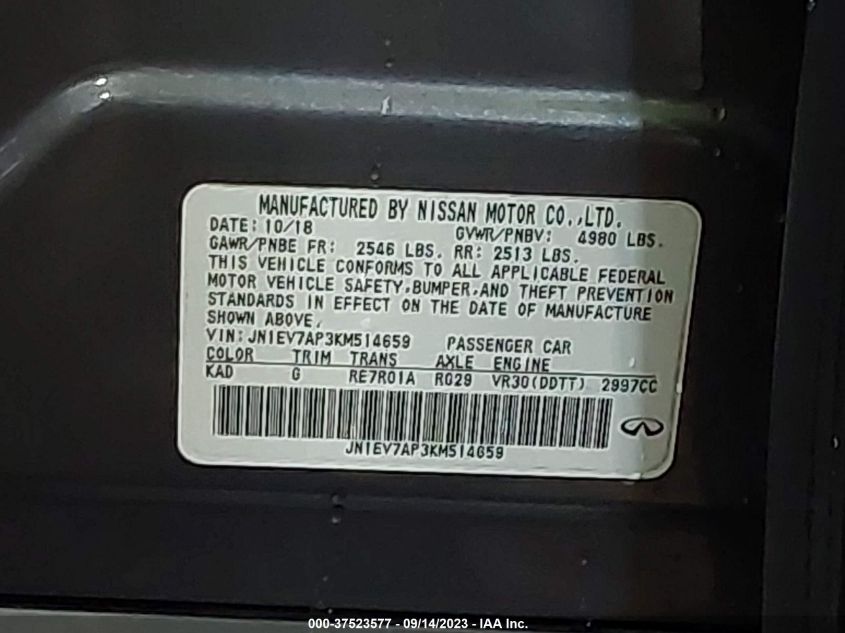 MANUFACTURED BY NISSAN MOTOR CO.,LTD.
DATE: 10/18 GVWR/PNBV: 4980 LBS.
GAWR/PNBE FR: 2546 LBS. RR: 2513 LBS.
THIS VEHICLE CONFORMS TO ALL APPLICABLE FEDERAL
MOTOR VEHICLE SAFETY,BUMPER,AND THEFT PREVENTION
STANDARDS IN EFFECT ON THE DATE OF MANUFACTURE
SHOWN ABOVE.
VIN:JN1EV7AP3KM514659 PASSENGER CAR
COLOR TRIM TRANS AXLE ENGINE
KAD G RE7R01A R029 VR30(DDTT) 2997CC
JN1EV7AP3KM514659
000-37523577 - 09/14/2023 - IAA Inc.